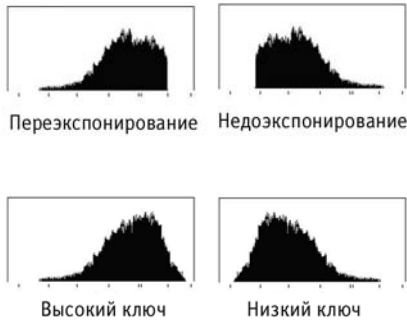 Переэкспонирование
Недоэкспонирование
Высокий ключ
Низкий ключ